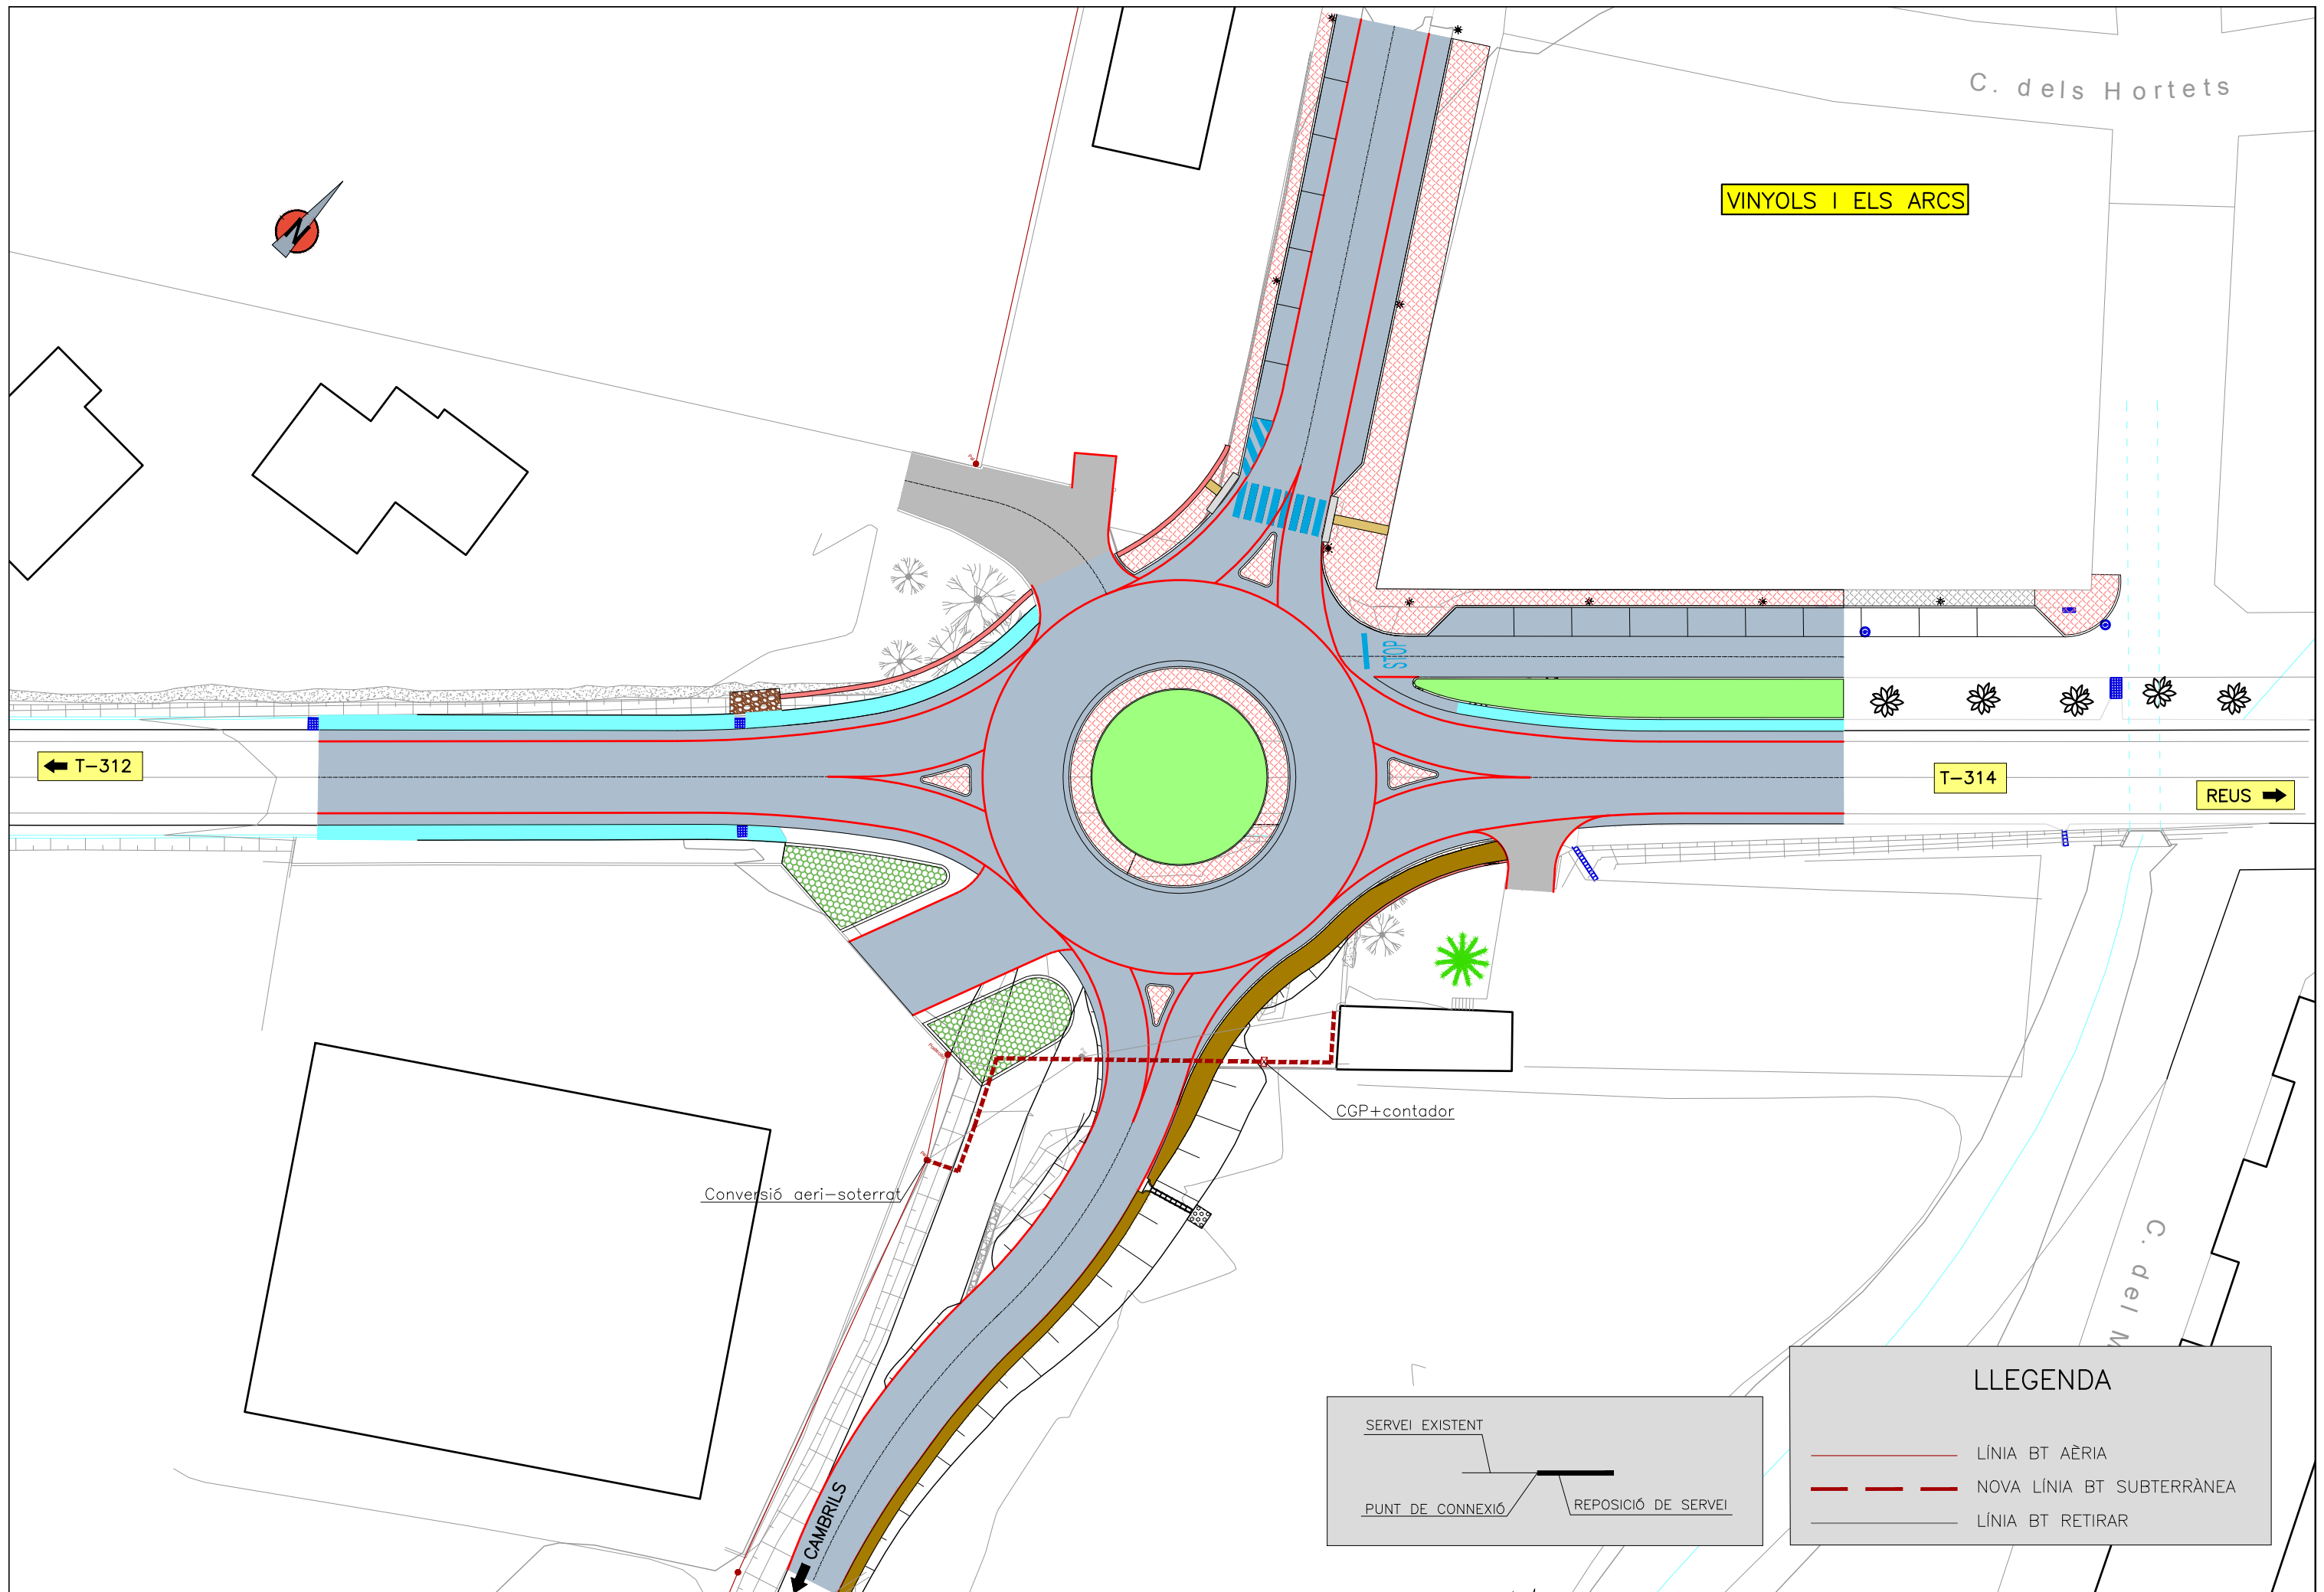 C. dels Hortets
VINYOLS I ELS ARCS
N
STOP
T-312
T-314
REUS
CGP+contador
Conversió aeri-soterrat
C. del M
CAMBRILS
LLEGENDA
SERVEI EXISTENT
PUNT DE CONNEXIÓ
REPOSICIÓ DE SERVEI
LÍNIA BT AÈRIA
NOVA LÍNIA BT SUBTERRÀNEA
LÍNIA BT RETIRAR